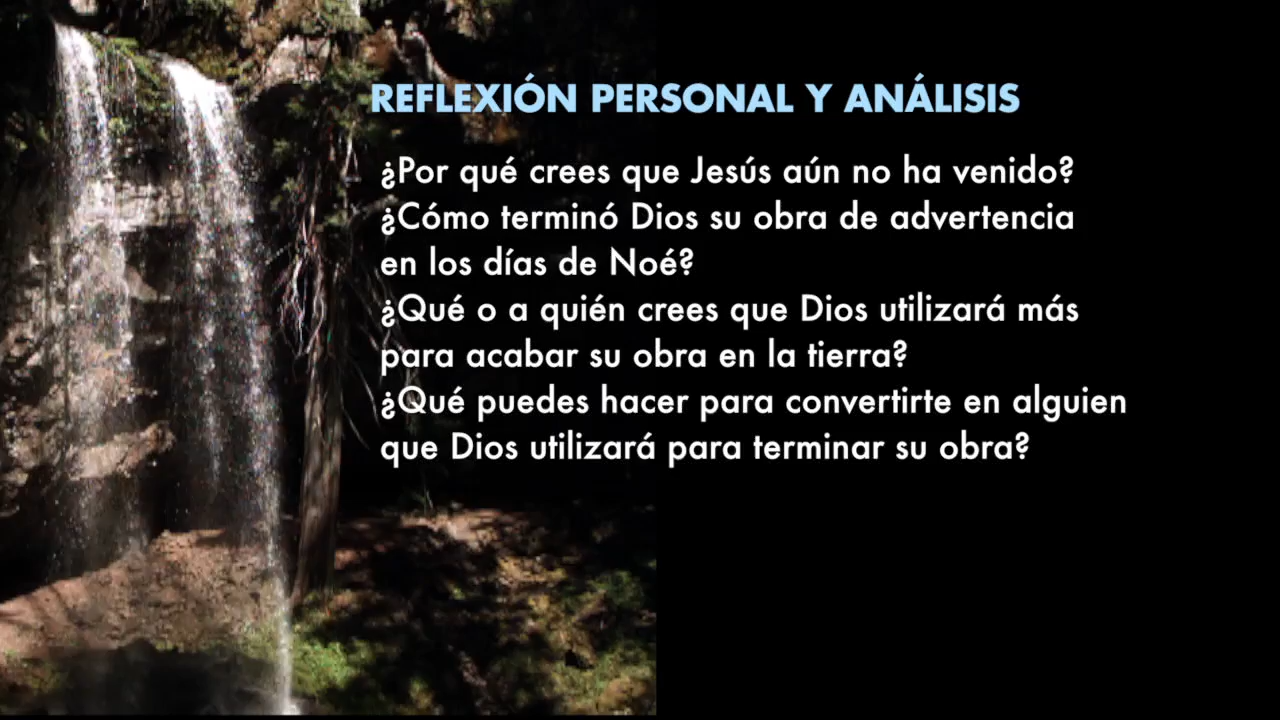 REFLEXIÓN PERSONAL Y ANÁLISIS
¿Por qué crees que Jesús aún no ha venido?
¿Cómo terminó Dios su obra de advertencia
en los días de Noé?
¿Qué o a quién crees que Dios utilizará más
para acabar su obra en la tierra?
¿Qué puedes hacer para convertirte en alguien
que Dios utilizará para terminar su obra?